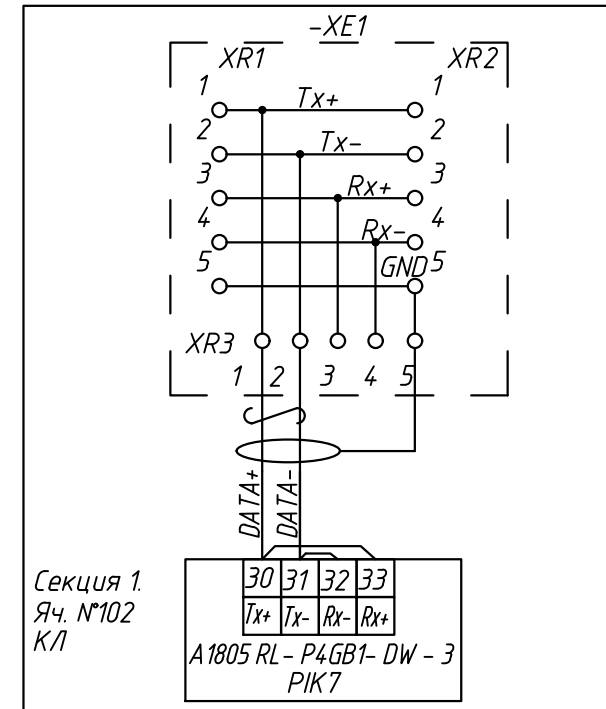 -XE1
XR1
XR2
1
Tx+
1
2
Tx-
2
3
Rx+
3
4
Rx-
4
5
GND
5
XR3
1
2
3
4
5
DATA+
DATA-
Секция 1.
Яч. №102
КЛ
30
31
32
33
Tx+
Tx-
Rx-
Rx+
A1805 RL - P4GB1- DW - 3
PIK7